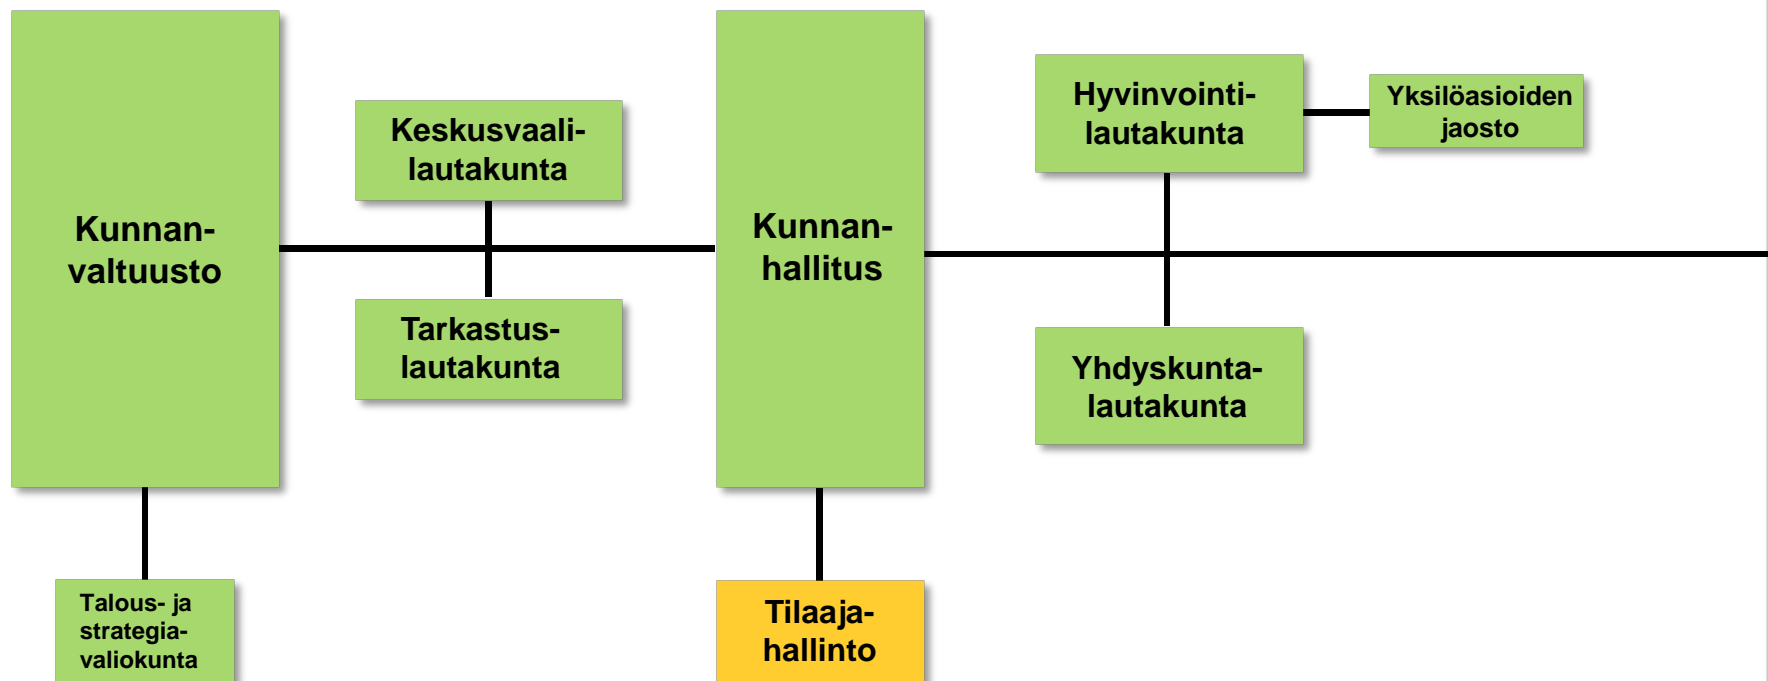 Kunnan-
valtuusto
Keskusvaali-
lautakunta
Tarkastus-
lautakunta
Kunnan-
hallitus
Hyvinvointi-
lautakunta
Yksilöasioiden
jaosto
Yhdyskunta-
lautakunta
Talous- ja
strategia-
valiokunta
Tilaaja-
hallinto